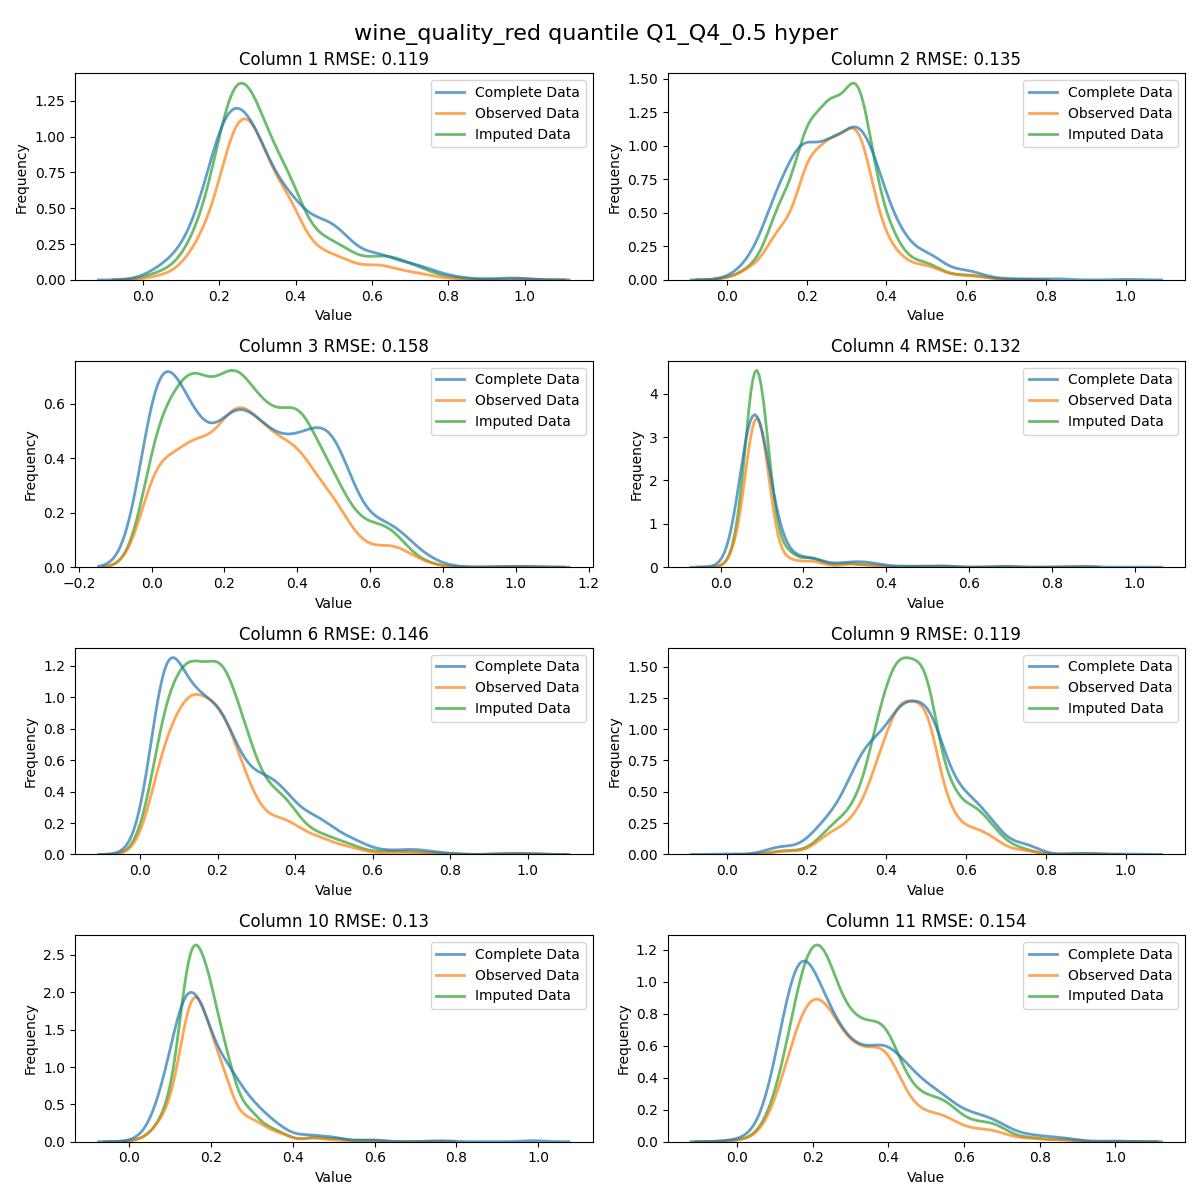 wine_quality_red quantile Q1_Q4_0.5 hyper
Column 1 RMSE: 0.119
Frequency
1.25
1.00
0.75
0.50
0.25
0.00
Complete Data
Observed Data
Imputed Data
0.0 0.2 0.4 0.6 0.8 1.0
Value
Column 2 RMSE: 0.135
Frequency
1.50
1.25
1.00
0.75
0.50
0.25
0.00
Complete Data
Observed Data
Imputed Data
0.0 0.2 0.4 0.6 0.8 1.0
Value
Column 3 RMSE: 0.158
Frequency
0.6
0.4
0.2
0.0
Complete Data
Observed Data
Imputed Data
−0.2 0.0 0.2 0.4 0.6 0.8 1.0 1.2
Value
Column 4 RMSE: 0.132
Frequency
4
3
2
1
0
Complete Data
Observed Data
Imputed Data
0.0 0.2 0.4 0.6 0.8 1.0
Value
Column 6 RMSE: 0.146
Frequency
1.2
1.0
0.8
0.6
0.4
0.2
0.0
Complete Data
Observed Data
Imputed Data
0.0 0.2 0.4 0.6 0.8 1.0
Value
Column 9 RMSE: 0.119
Frequency
1.50
1.25
1.00
0.75
0.50
0.25
0.00
Complete Data
Observed Data
Imputed Data
0.0 0.2 0.4 0.6 0.8 1.0
Value
Column 10 RMSE: 0.13
Frequency
2.5
2.0
1.5
1.0
0.5
0.0
Complete Data
Observed Data
Imputed Data
0.0 0.2 0.4 0.6 0.8 1.0
Value
Column 11 RMSE: 0.154
Frequency
1.2
1.0
0.8
0.6
0.4
0.2
0.0
Complete Data
Observed Data
Imputed Data
0.0 0.2 0.4 0.6 0.8 1.0
Value